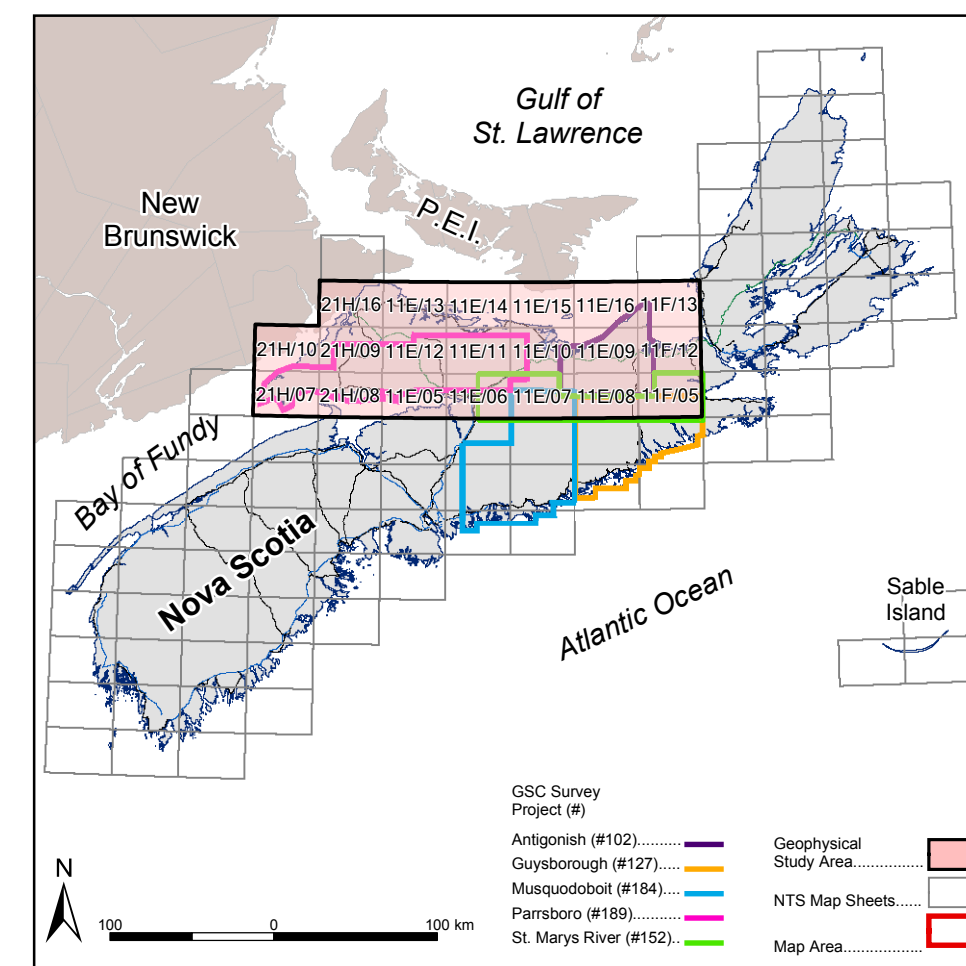 Gulf of
St. Lawrence
New
Brunswick
P.E.I.
21H/16 11E/13 11E/14 11E/15 11E/16 11F/13
21H/10 21H/09 11E/12 11E/11 11E/10 11E/09 11F/12
21H/07 21H/08 11E/05 11E/06 11E/07 11E/08 11F/05
Bay of Fundy
Nova Scotia
Atlantic Ocean
Sable
Island
GSC Survey
Project (#)
Antigonish (#102).........
Guysborough (#127)....
Musquodoboit (#184)...
Parrsboro (#189)...........
St. Marys River (#152)..
Geophysical
Study Area................
NTS Map Sheets......
Map Area..................
N
100 0 100 km